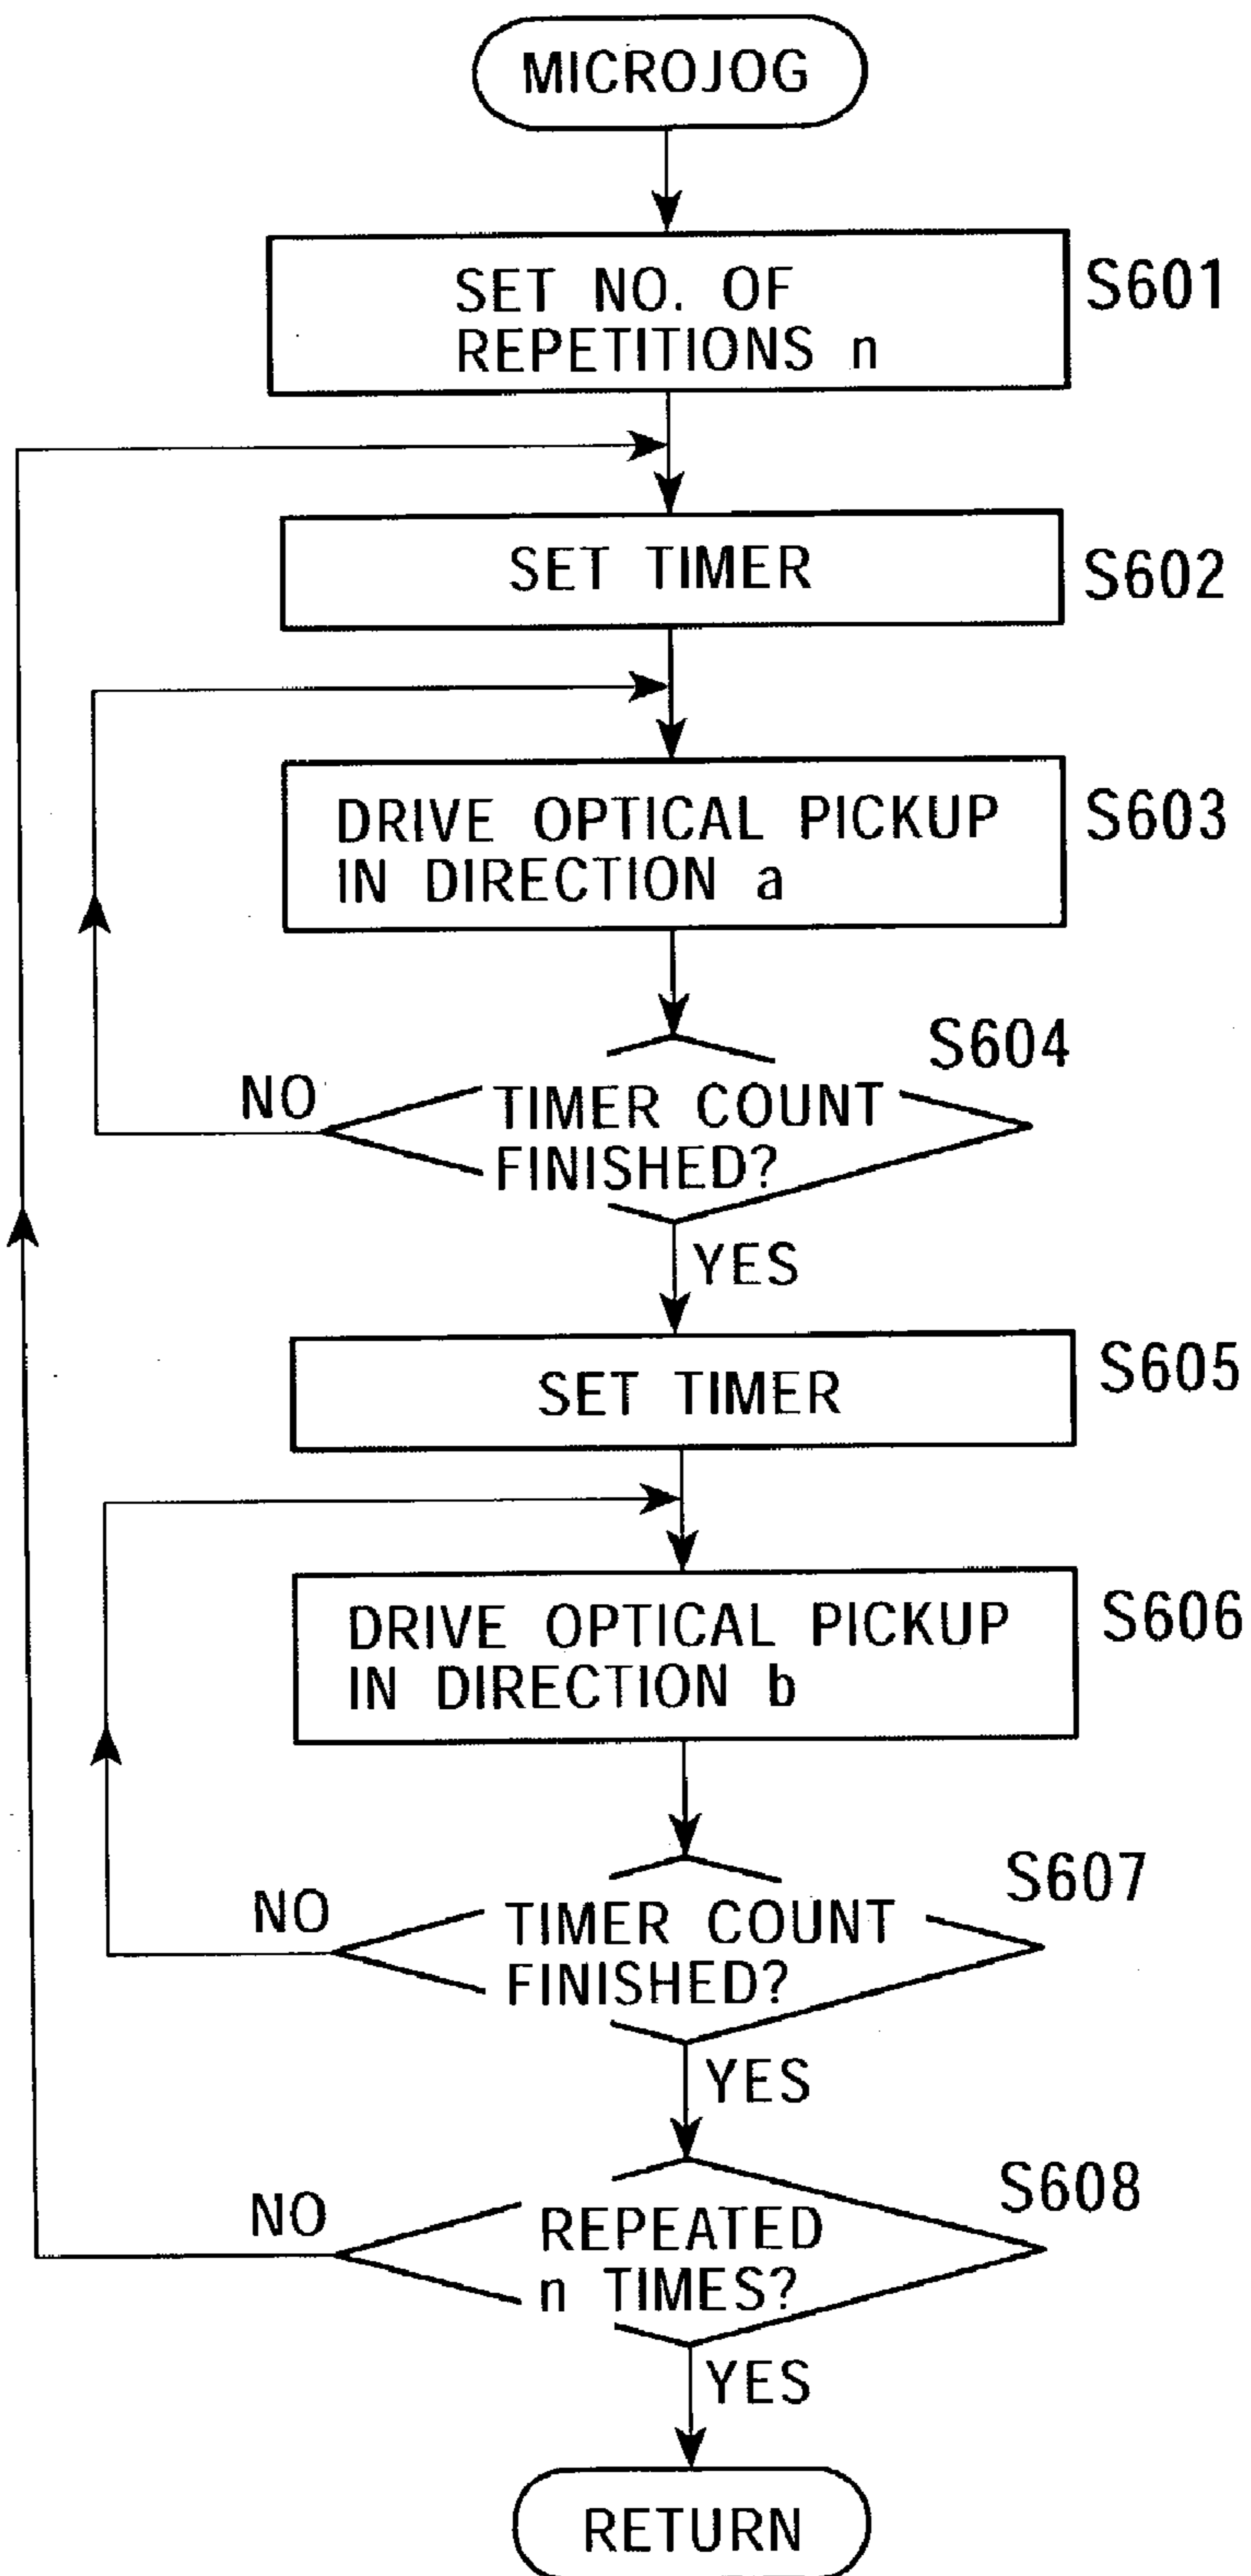 MICROJOG
SET NO. OF
REPETITIONS n
S601
SET TIMER
S602
DRIVE OPTICAL PICKUP
IN DIRECTION a
S603
S604
NO
TIMER COUNT
FINISHED?
YES
SET TIMER
S605
DRIVE OPTICAL PICKUP
IN DIRECTION b
S606
S607
NO
TIMER COUNT
FINISHED?
YES
S608
NO
REPEATED
n TIMES?
YES
RETURN